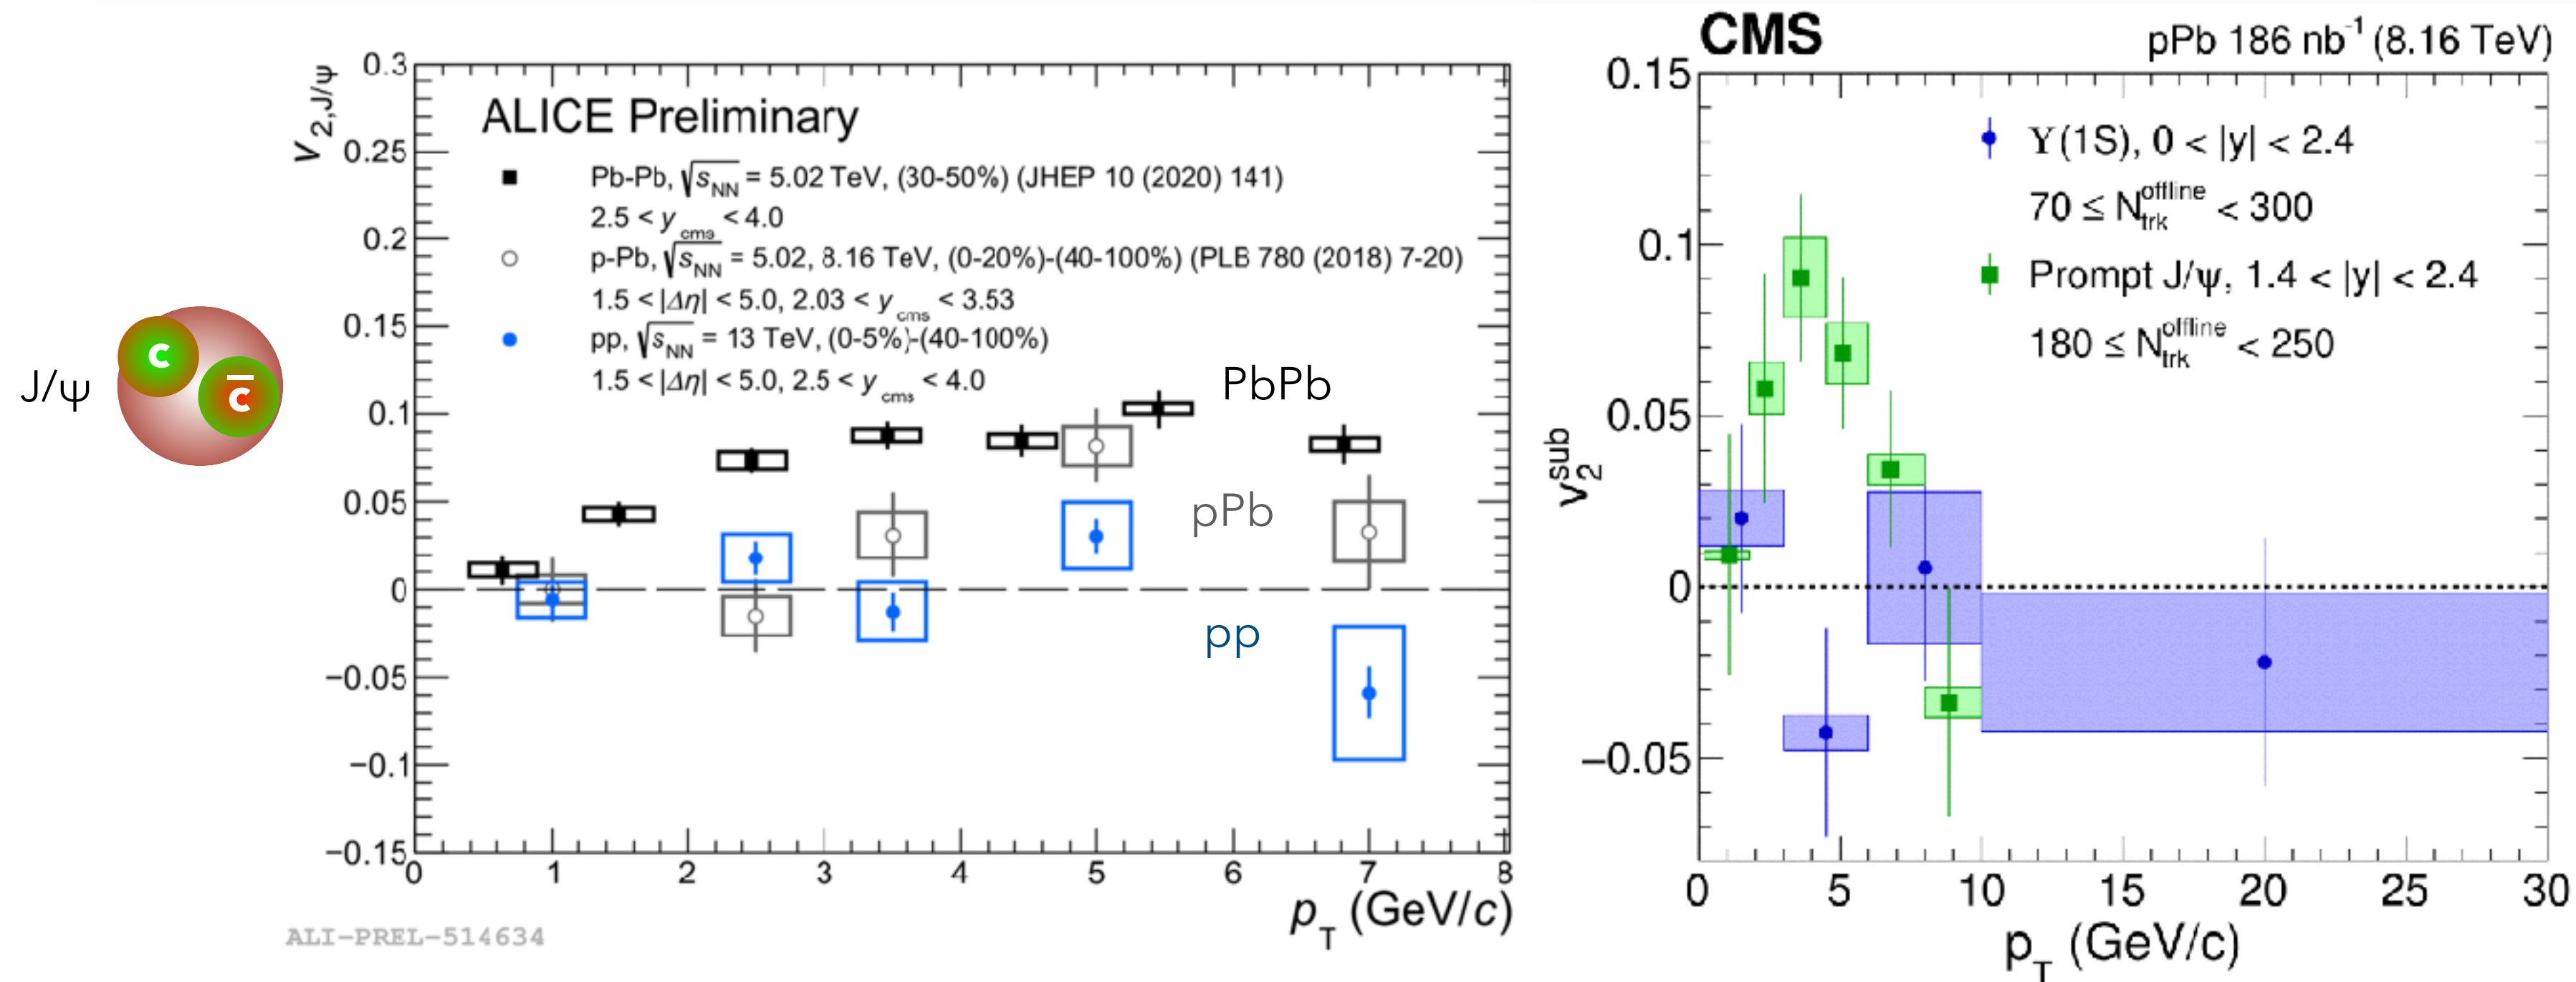 J/ψ
c
c̅
v₂,J/ψ
0.3
0.25
0.2
0.15
0.1
0.05
0
−0.05
−0.1
−0.15
ALICE Preliminary
Pb-Pb, √sNN = 5.02 TeV, (30-50%) (JHEP 10 (2020) 141)
2.5 < ycms < 4.0
p-Pb, √sNN = 5.02, 8.16 TeV, (0-20%)-(40-100%) (PLB 780 (2018) 7-20)
1.5 < |Δη| < 5.0, 2.03 < ycms < 3.53
pp, √sNN = 13 TeV, (0-5%)-(40-100%)
1.5 < |Δη| < 5.0, 2.5 < ycms < 4.0
PbPb
pPb
pp
0 1 2 3 4 5 6 7 8
pT (GeV/c)
ALI−PREL−514634
CMS
pPb 186 nb⁻¹ (8.16 TeV)
v₂sub
0.15
0.1
0.05
0
−0.05
Υ(1S), 0 < |y| < 2.4
70 ≤ Ntrk offline < 300
Prompt J/ψ, 1.4 < |y| < 2.4
180 ≤ Ntrk offline < 250
0 5 10 15 20 25 30
pT (GeV/c)